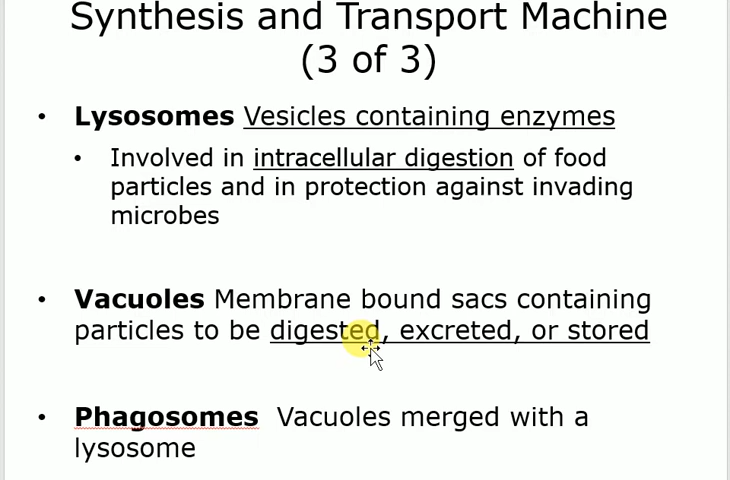 Synthesis and Transport Machine
(3 of 3)
• Lysosomes Vesicles containing enzymes
• Involved in intracellular digestion of food
particles and in protection against invading
microbes
• Vacuoles Membrane bound sacs containing
particles to be digested, excreted, or stored
• Phagosomes Vacuoles merged with a
lysosome